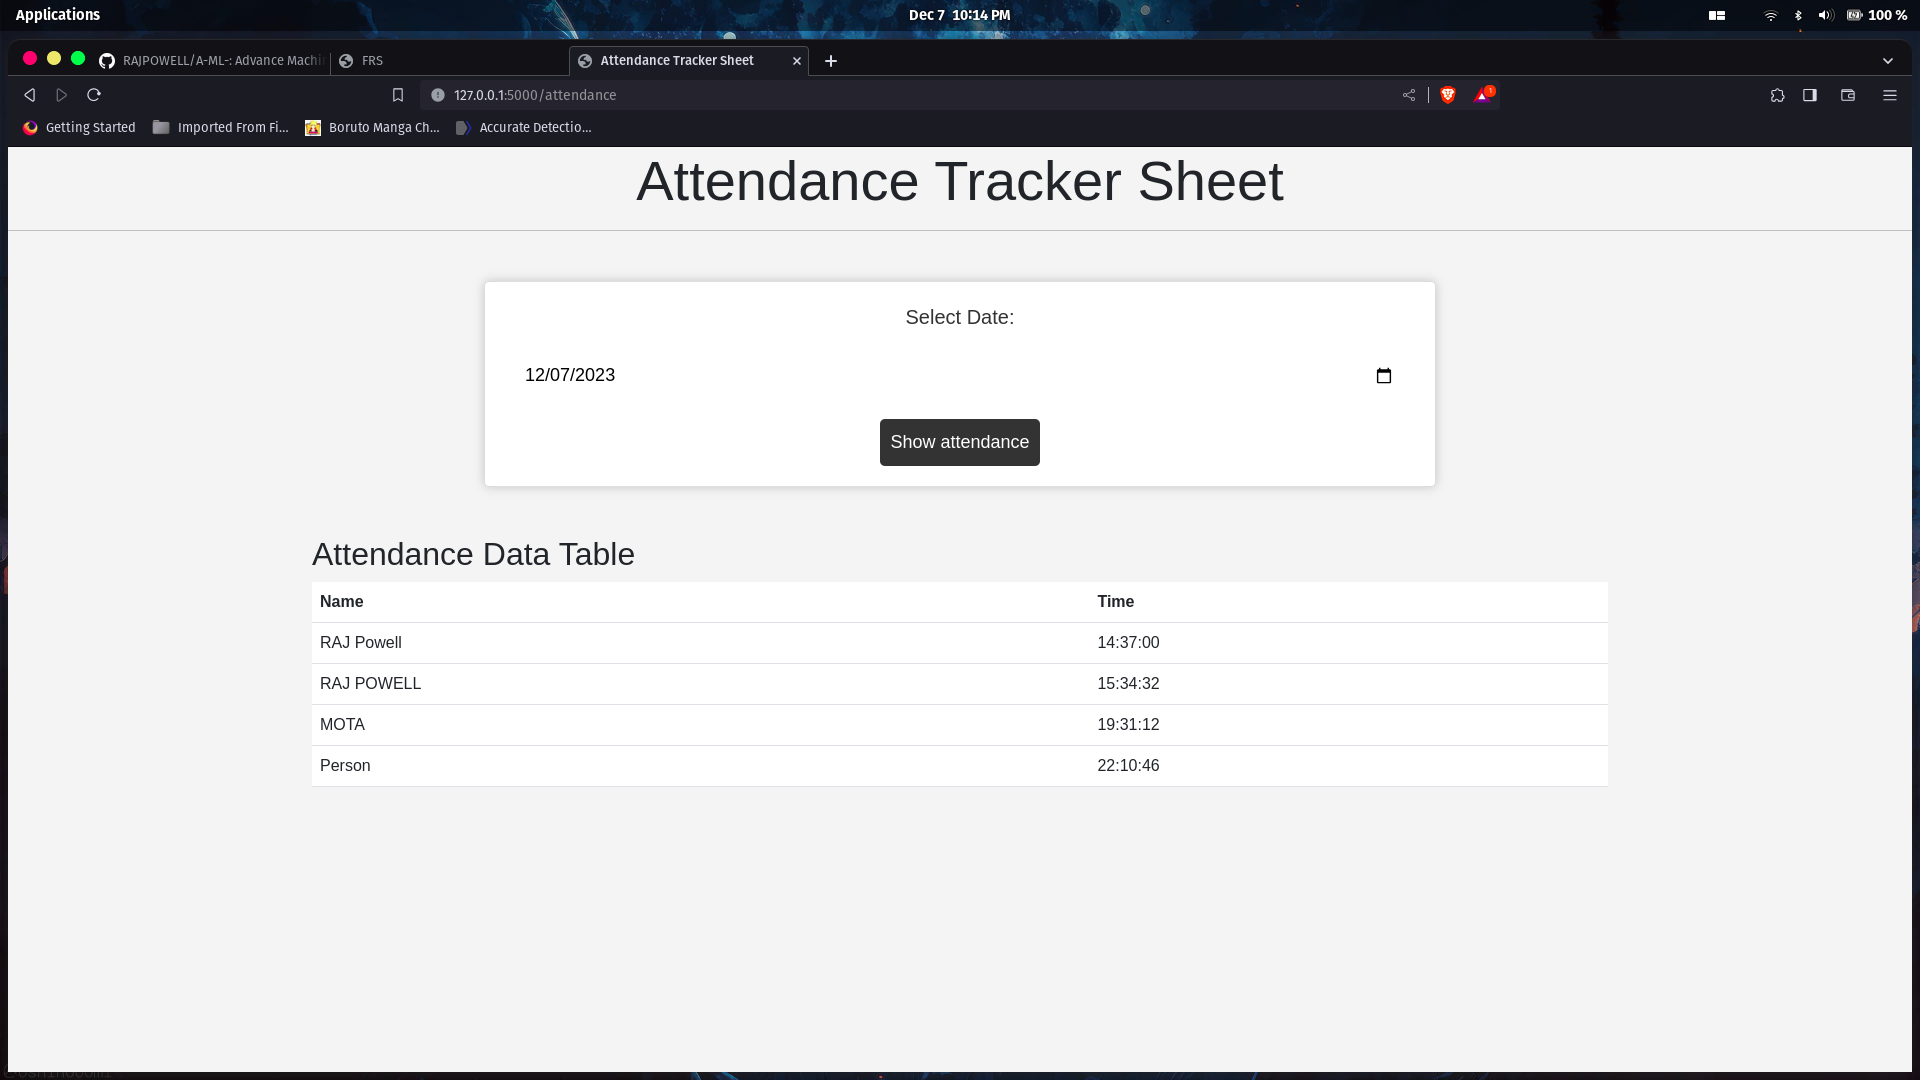 Applications
Dec 7 10:14 PM
100 %
RAJPOWELL/A-ML-: Advance Machi
FRS
Attendance Tracker Sheet
127.0.0.1:5000/attendance
1
Getting Started
Imported From Fi...
Boruto Manga Ch...
Accurate Detectio...
Attendance Tracker Sheet
Select Date:
12/07/2023
Show attendance
Attendance Data Table
Name Time
RAJ Powell 14:37:00
RAJ POWELL 15:34:32
MOTA 19:31:12
Person 22:10:46